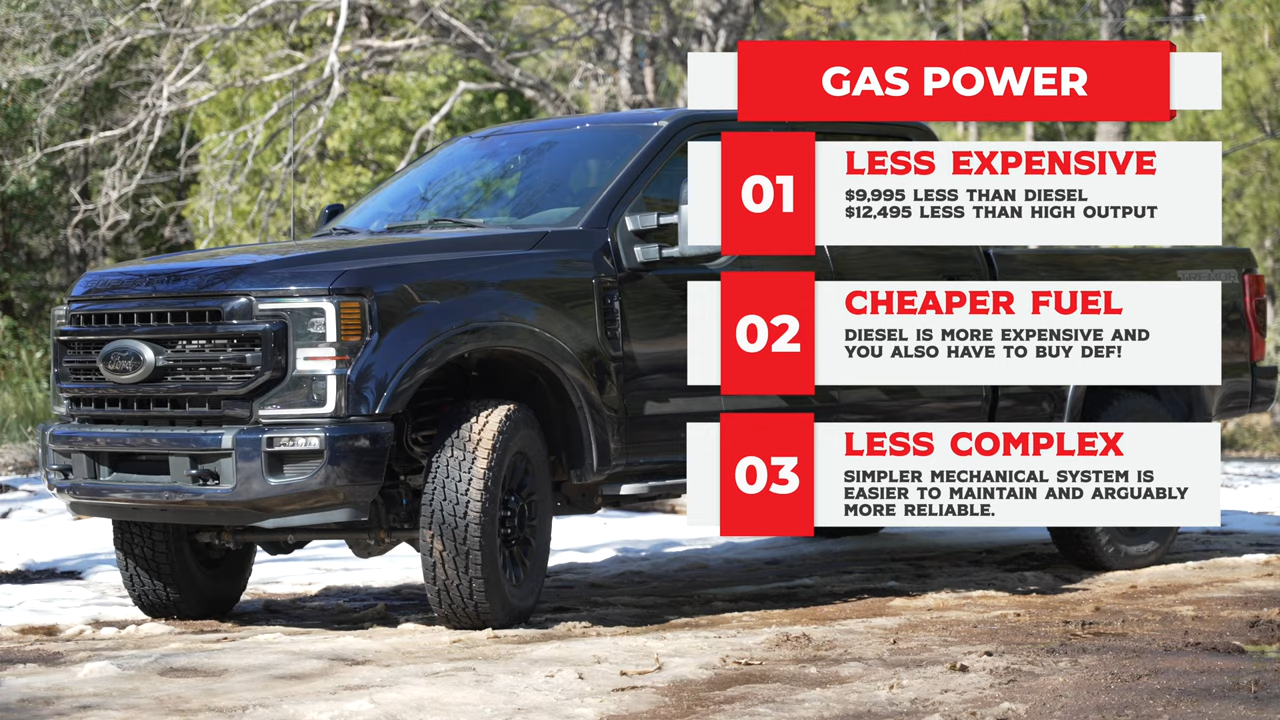 GAS POWER
01
LESS EXPENSIVE
$9,995 LESS THAN DIESEL
$12,495 LESS THAN HIGH OUTPUT
02
CHEAPER FUEL
DIESEL IS MORE EXPENSIVE AND
YOU ALSO HAVE TO BUY DEF!
03
LESS COMPLEX
SIMPLER MECHANICAL SYSTEM IS
EASIER TO MAINTAIN AND ARGUABLY
MORE RELIABLE.
Ford
TREMOR